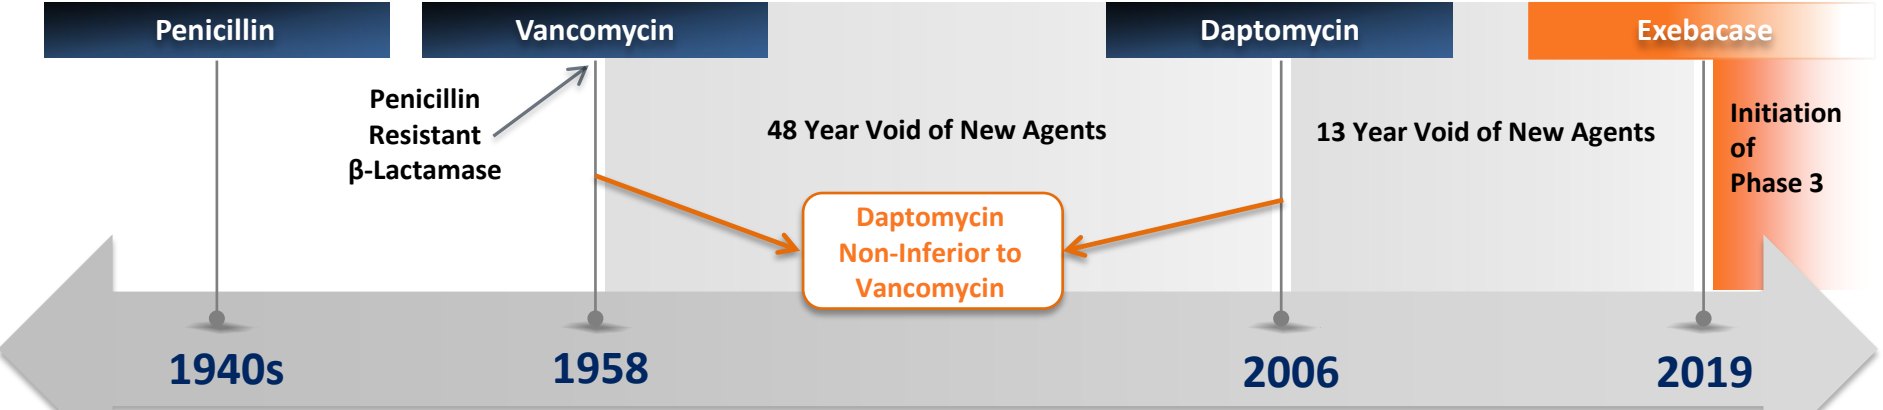 Penicillin
Vancomycin
Daptomycin
Exebacase
Penicillin
Resistant
β-Lactamase
48 Year Void of New Agents
13 Year Void of New Agents
Initiation
of
Phase 3
Daptomycin
Non-Inferior to
Vancomycin
1940s
1958
2006
2019